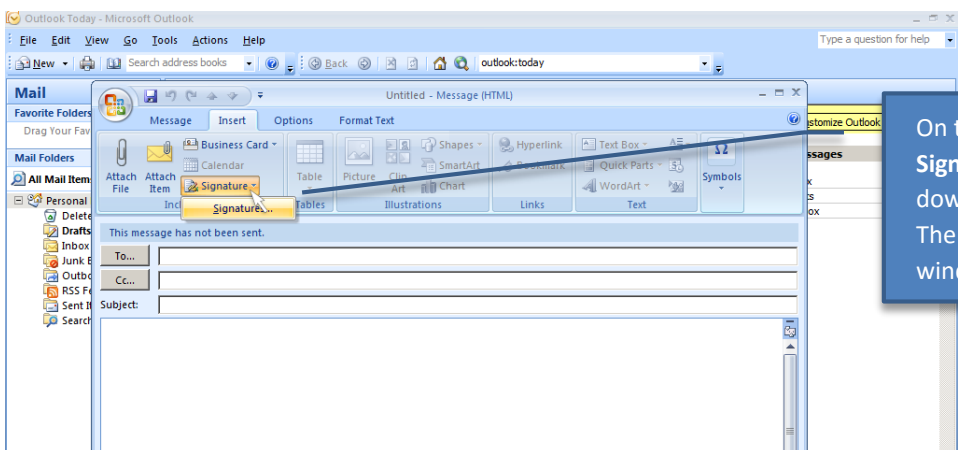 Outlook Today - Microsoft Outlook
File Edit View Go Tools Actions Help
Type a question for help
New Search address books Back outlook:today
Mail
Untitled - Message (HTML)
Favorite Folders
Message Insert Options Format Text
Customize Outlook
Drag Your Fav
Business Card Shapes Hyperlink Text Box
Mail Folders
Calendar SmartArt Bookmark Quick Parts
All Mail Item
Attach File Attach Item Signature Table Picture Clip Art Chart WordArt Symbols
Personal
Signatures... Tables Illustrations Links Text
Delete
Drafts
This message has not been sent.
Inbox
To...
Junk E
Outbo
Cc...
RSS Fe
Sent It
Subject:
Search
On t
Sign
dow
The
wind